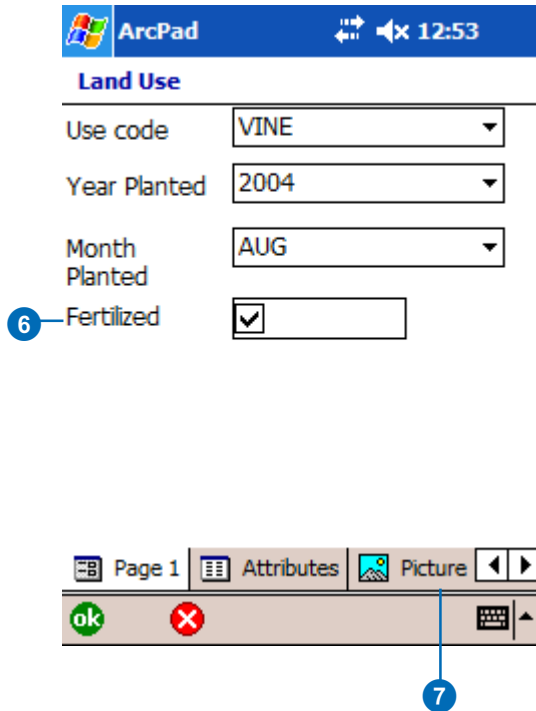 ArcPad 12:53
Land Use
Use code VINE
Year Planted 2004
Month Planted AUG
6 Fertilized
Page 1 Attributes Picture
ok
7